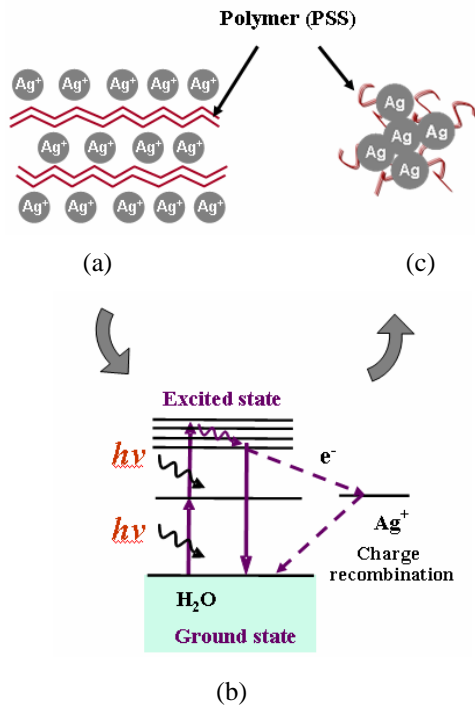 Polymer (PSS)
Ag⁺ Ag⁺ Ag⁺ Ag⁺ Ag⁺
Ag⁺ Ag⁺ Ag⁺ Ag⁺
Ag⁺ Ag⁺ Ag⁺ Ag⁺ Ag⁺
Ag
Ag
Ag
Ag
Ag
(a)
(c)
Excited state
hν
e⁻
hν
Ag⁺
Charge
recombination
H₂O
Ground state
(b)